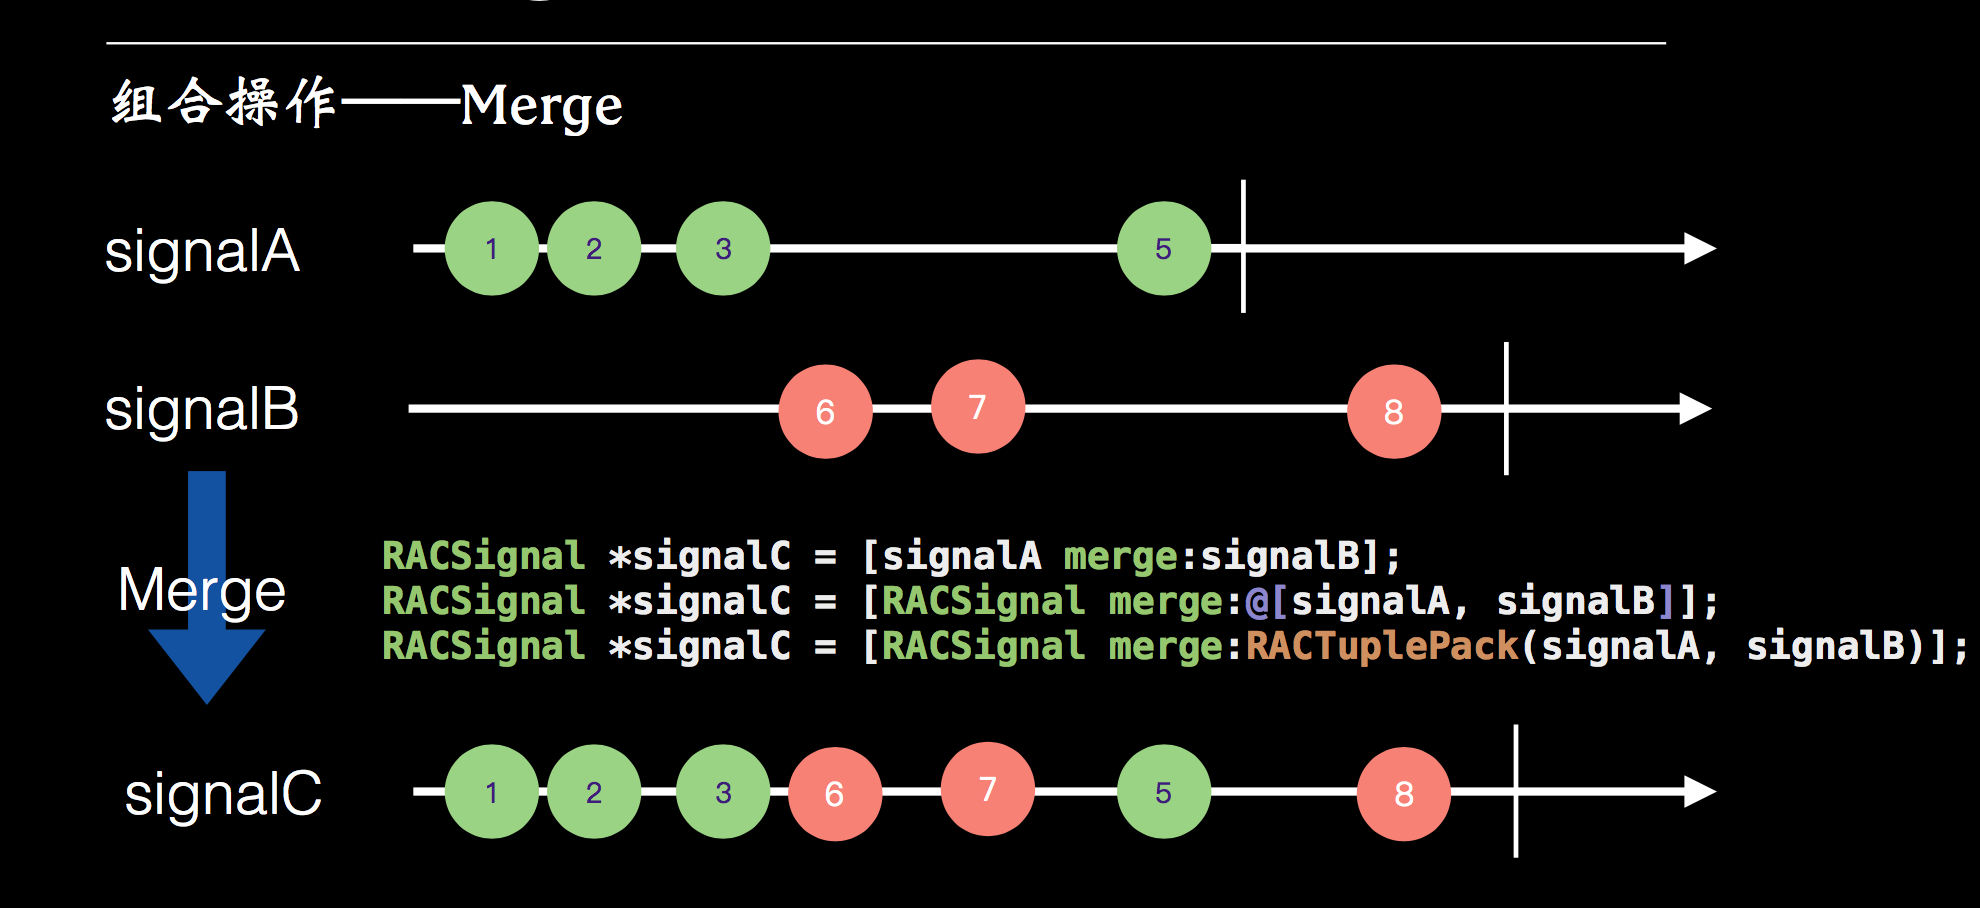 组合操作——Merge
signalA
1 2 3 5
signalB
6 7 8
Merge
RACSignal *signalC = [signalA merge:signalB];
RACSignal *signalC = [RACSignal merge:@[signalA, signalB]];
RACSignal *signalC = [RACSignal merge:RACTuplePack(signalA, signalB)];
signalC
1 2 3 6 7 5 8